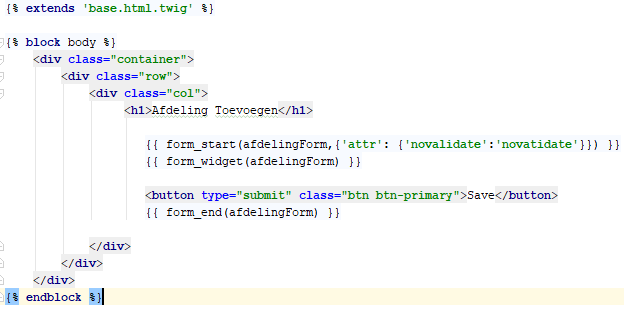 {% extends 'base.html.twig' %}
{% block body %}
<div class="container">
<div class="row">
<div class="col">
<h1>Afdeling Toevoegen</h1>
{{ form_start(afdelingForm,{'attr': {'novalidate':'novatidate'}}) }}
{{ form_widget(afdelingForm) }}
<button type="submit" class="btn btn-primary">Save</button>
{{ form_end(afdelingForm) }}
</div>
</div>
</div>
{% endblock %}